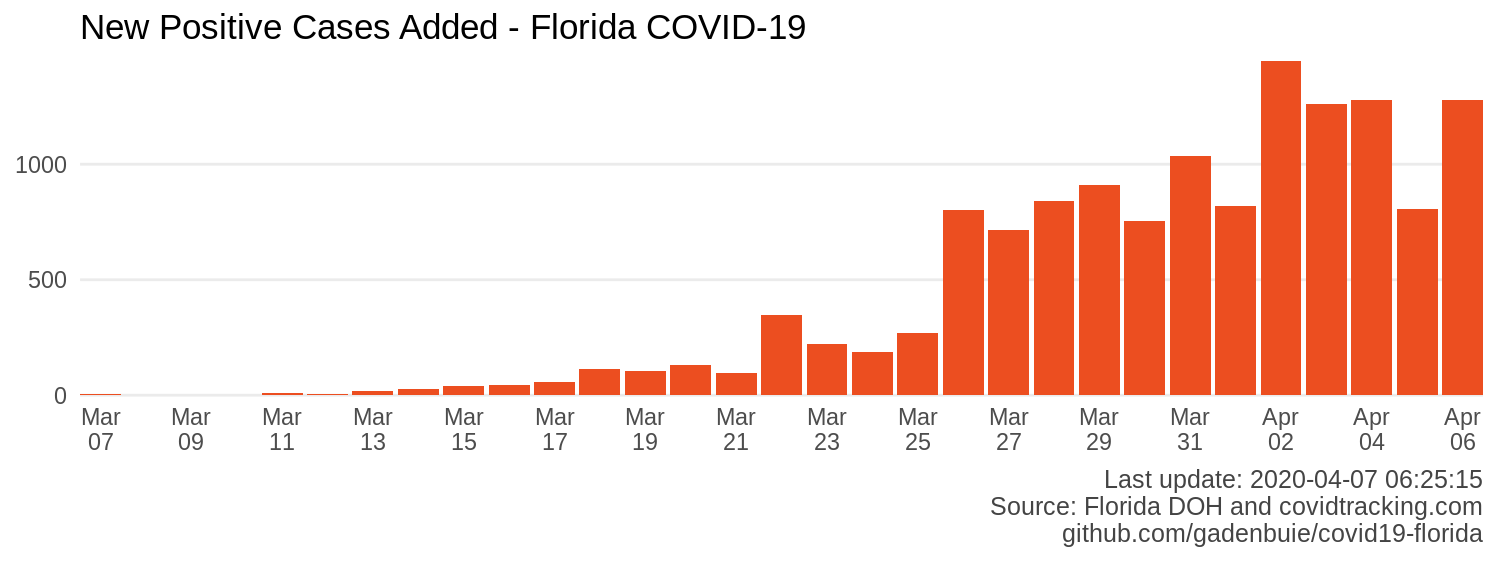 New Positive Cases Added - Florida COVID-19
1000
500
0
Mar Mar Mar Mar Mar Mar Mar Mar Mar Mar Mar Mar Mar Apr Apr Apr
07 09 11 13 15 17 19 21 23 25 27 29 31 02 04 06
Last update: 2020-04-07 06:25:15
Source: Florida DOH and covidtracking.com
github.com/gadenbuie/covid19-florida